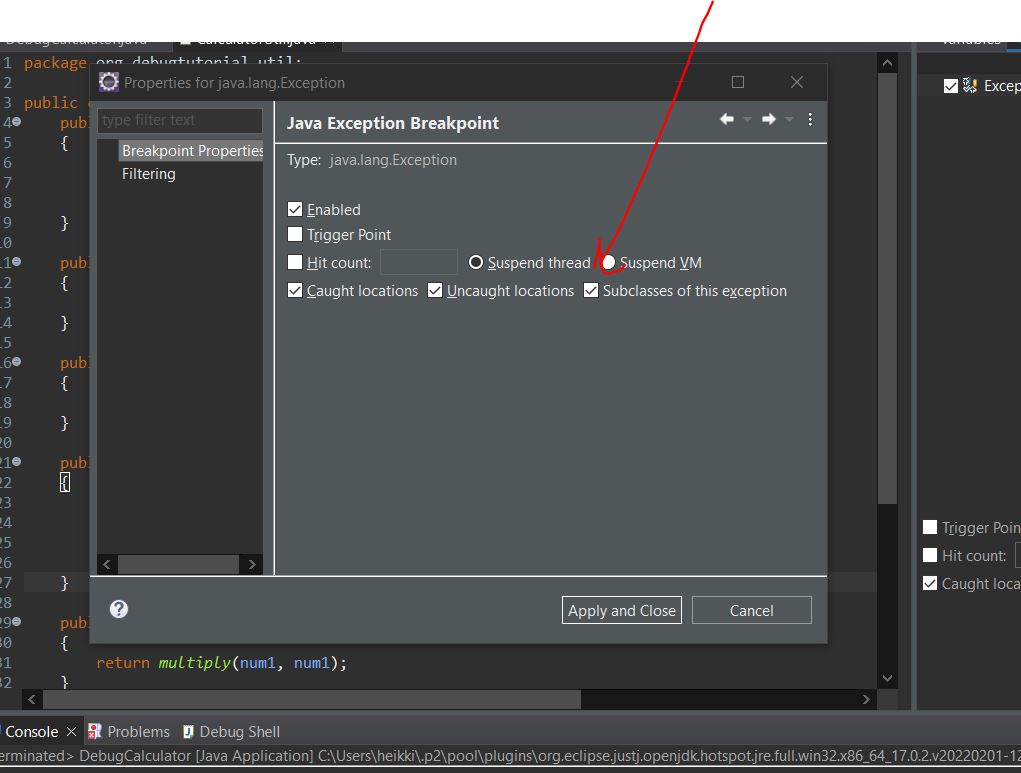 DebugCalculator.java CalculatorUtil.java Variables
1 package org.debugtutorial.util;
Properties for java.lang.Exception
2
3 public
4 publ
5 {
6
7
8
9 }
10
11 publ
12 {
13
14 }
15
16 publ
17 {
18
19 }
20
21 publ
22 {
23
24
25
26
27 }
28
29 publ
30 {
31 return multiply(num1, num1);
32 }
type filter text
Breakpoint Properties
Filtering
Java Exception Breakpoint
Type: java.lang.Exception
Enabled
Trigger Point
Hit count: Suspend thread Suspend VM
Caught locations Uncaught locations Subclasses of this exception
Apply and Close Cancel
Excep
Trigger Poin
Hit count:
Caught loca
Console Problems Debug Shell
erminated> DebugCalculator [Java Application] C:\Users\heikki\.p2\pool\plugins\org.eclipse.justj.openjdk.hotspot.jre.full.win32.x86_64_17.0.2.v20220201-12